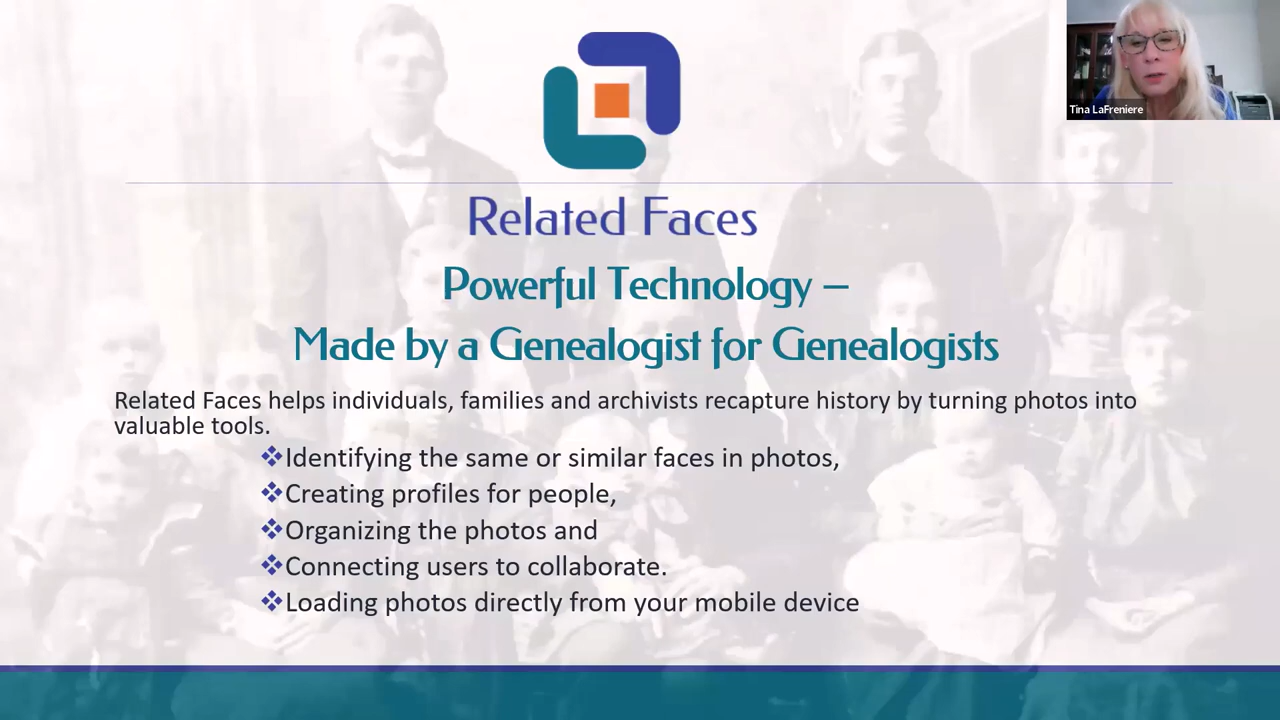 Tina LaFreniere
Related Faces
Powerful Technology –
Made by a Genealogist for Genealogists
Related Faces helps individuals, families and archivists recapture history by turning photos into
valuable tools.
❖Identifying the same or similar faces in photos,
❖Creating profiles for people,
❖Organizing the photos and
❖Connecting users to collaborate.
❖Loading photos directly from your mobile device